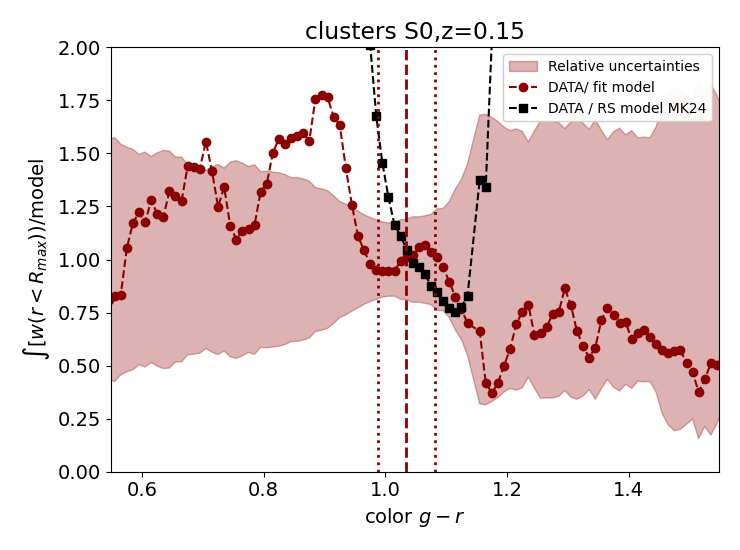 clusters S0,z=0.15
Relative uncertainties
DATA/ fit model
DATA / RS model MK24
2.00
1.75
1.50
1.25
1.00
0.75
0.50
0.25
0.00
∫[w(r < R_{max}))/model
0.6 0.8 1.0 1.2 1.4
color g − r